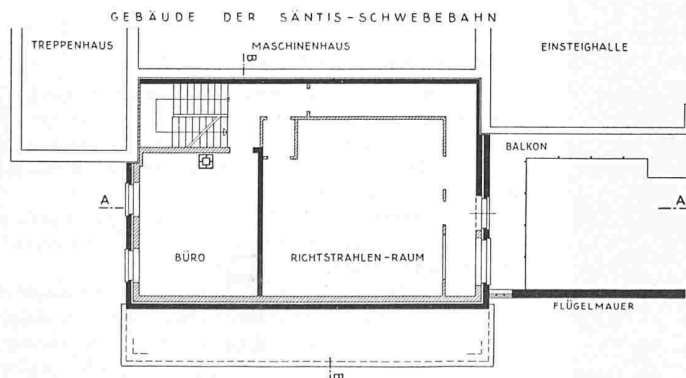 GEBÄUDE DER SÄNTIS-SCHWEBEBAHN
TREPPENHAUS
MASCHINENHAUS
EINSTEIGHALLE
B
BALKON
A
A
BÜRO
RICHTSTRAHLEN-RAUM
FLÜGELMAUER
B